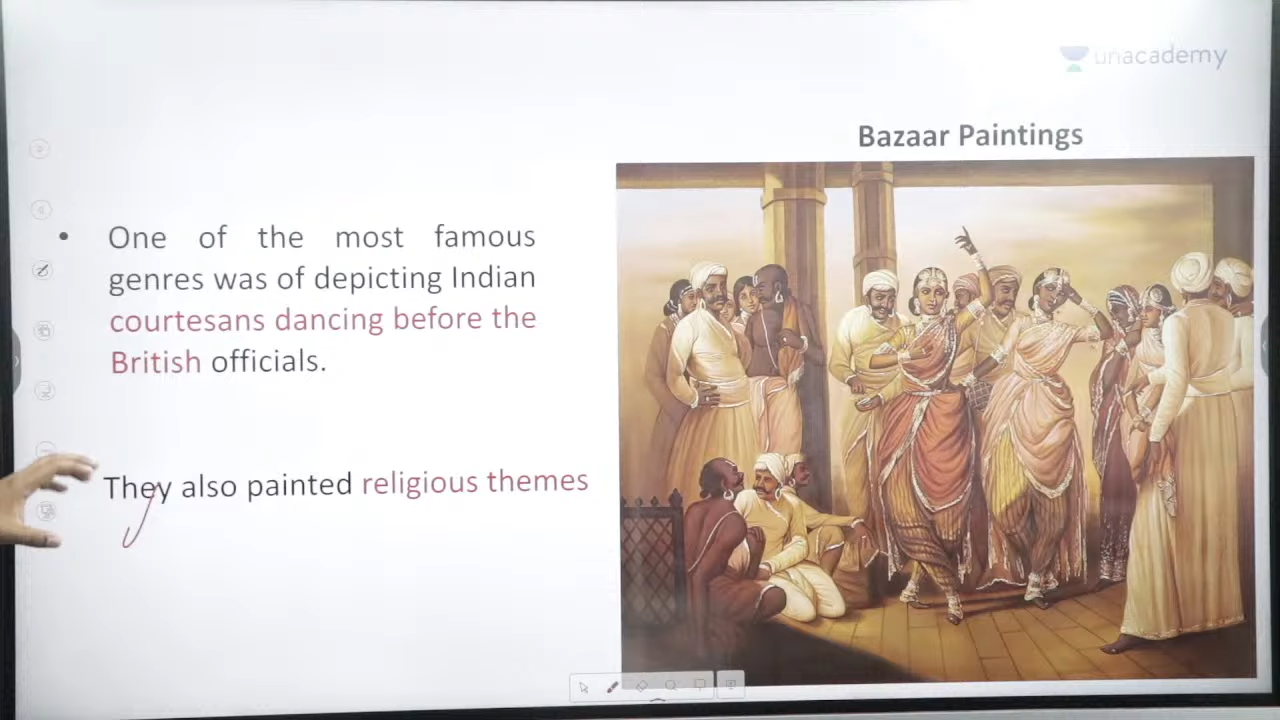 unacademy
Bazaar Paintings
• One of the most famous
genres was of depicting Indian
courtesans dancing before the
British officials.
They also painted religious themes